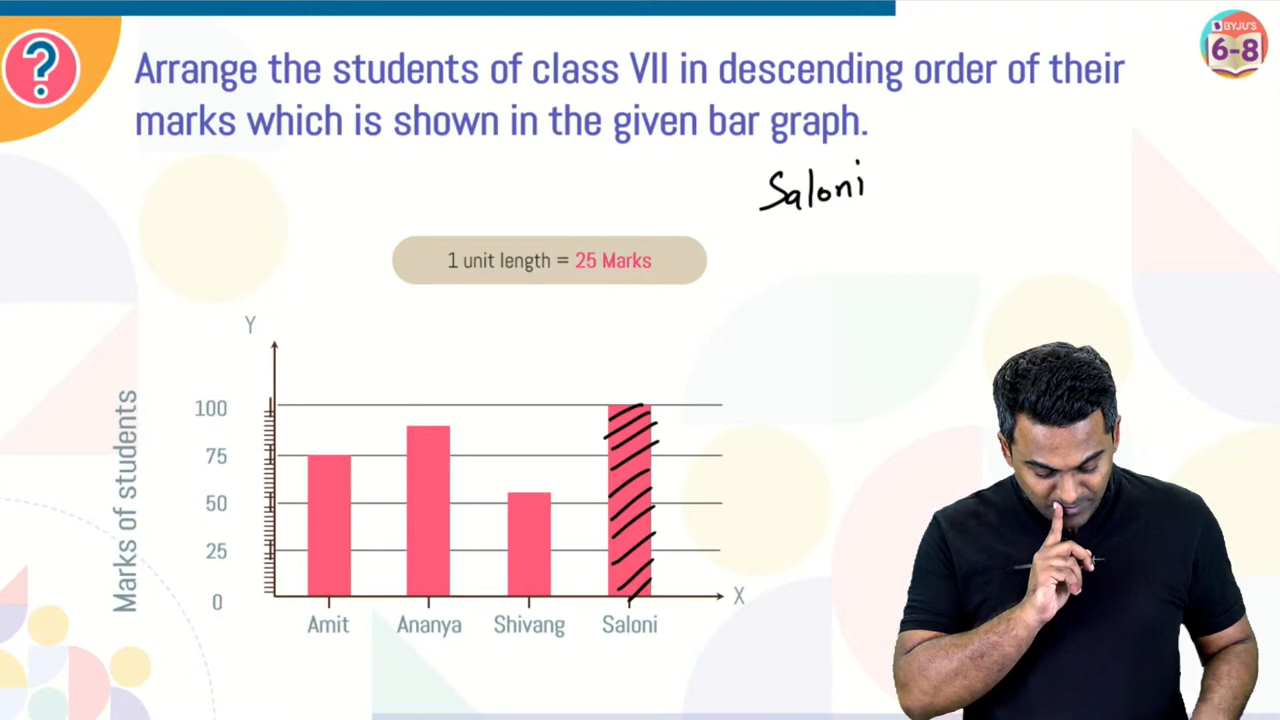 ?
BYJU'S
6-8
Arrange the students of class VII in descending order of their
marks which is shown in the given bar graph.
Saloni
1 unit length = 25 Marks
Y
Marks of students
100
75
50
25
0
X
Amit Ananya Shivang Saloni